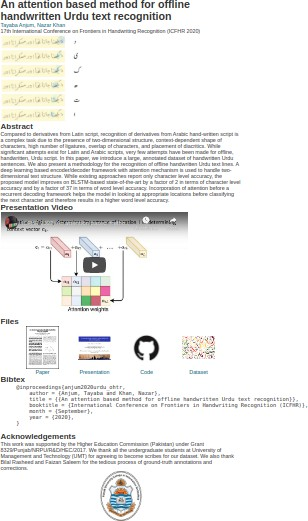 An attention based method for offline
handwritten Urdu text recognition
Tayaba Anjum, Nazar Khan
17th International Conference on Frontiers in Handwriting Recognition (ICFHR 2020)
Abstract
Compared to derivatives from Latin script, recognition of derivatives from Arabic hand-written script is
a complex task due to the presence of two-dimensional structure, context-dependent shape of
characters, high number of ligatures, overlap of characters, and placement of diacritics. While
significant attempts exist for Latin and Arabic scripts, very few attempts have been made for offline,
handwritten, Urdu script. In this paper, we introduce a large, annotated dataset of handwritten Urdu
sentences. We also present a methodology for the recognition of offline handwritten Urdu text lines. A
deep learning based encoder/decoder framework with attention mechanism is used to handle two-
dimensional text structure. While existing approaches report only character level accuracy, the
proposed model improves on BLSTM-based state-of-the-art by a factor of 2 in terms of character level
accuracy and by a factor of 37 in terms of word level accuracy. Incorporation of attention before a
recurrent decoding framework helps the model in looking at appropriate locations before classifying
the next character and therefore results in a higher word level accuracy.
Presentation Video
Attention weights
Files
Paper
Presentation
Code
Dataset
Bibtex
@inproceedings{anjum2020urdu_ohtr,
author = {Anjum, Tayaba and Khan, Nazar},
title = {{An attention based method for offline handwritten Urdu text recognition}},
booktitle = {International Conference on Frontiers in Handwriting Recognition (ICFHR)},
month = {September},
year = {2020},
}
Acknowledgements
This work was supported by the Higher Education Commission (Pakistan) under Grant
8329/Punjab/NRPU/R&D/HEC/2017. We thank all the undergraduate students at University of
Management and Technology (UMT) for agreeing to become scribes for our dataset. We also thank
Bilal Rasheed and Faizan Saleem for the tedious process of ground-truth annotations and
corrections.